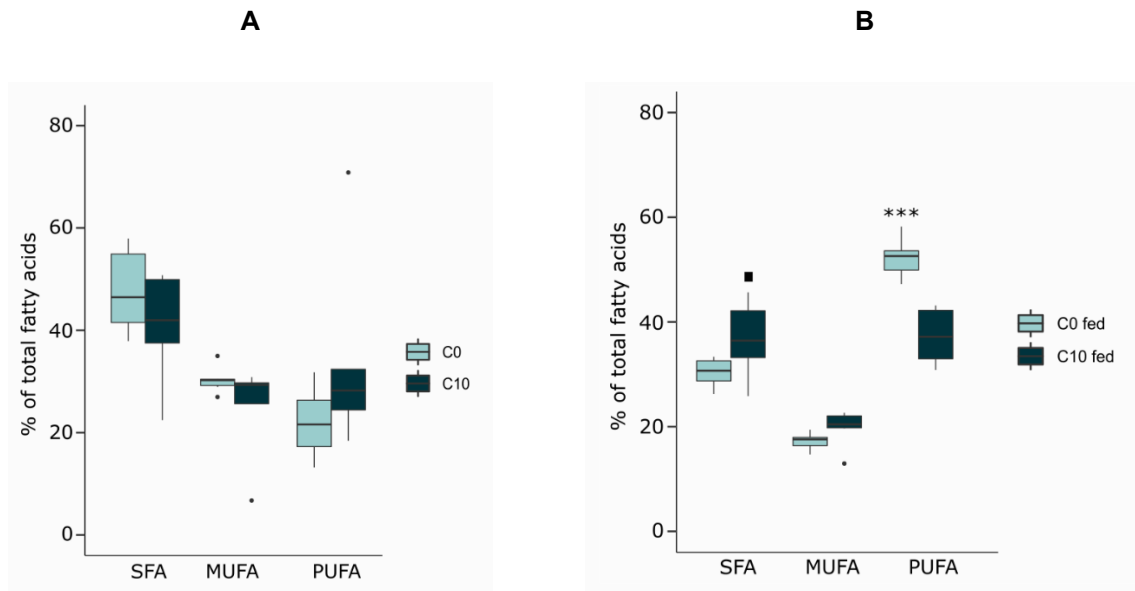 A
80
60
40
20
0
% of total fatty acids
SFA MUFA PUFA
C0
C10
B
80
60
40
20
0
% of total fatty acids
***
SFA MUFA PUFA
C0 fed
C10 fed